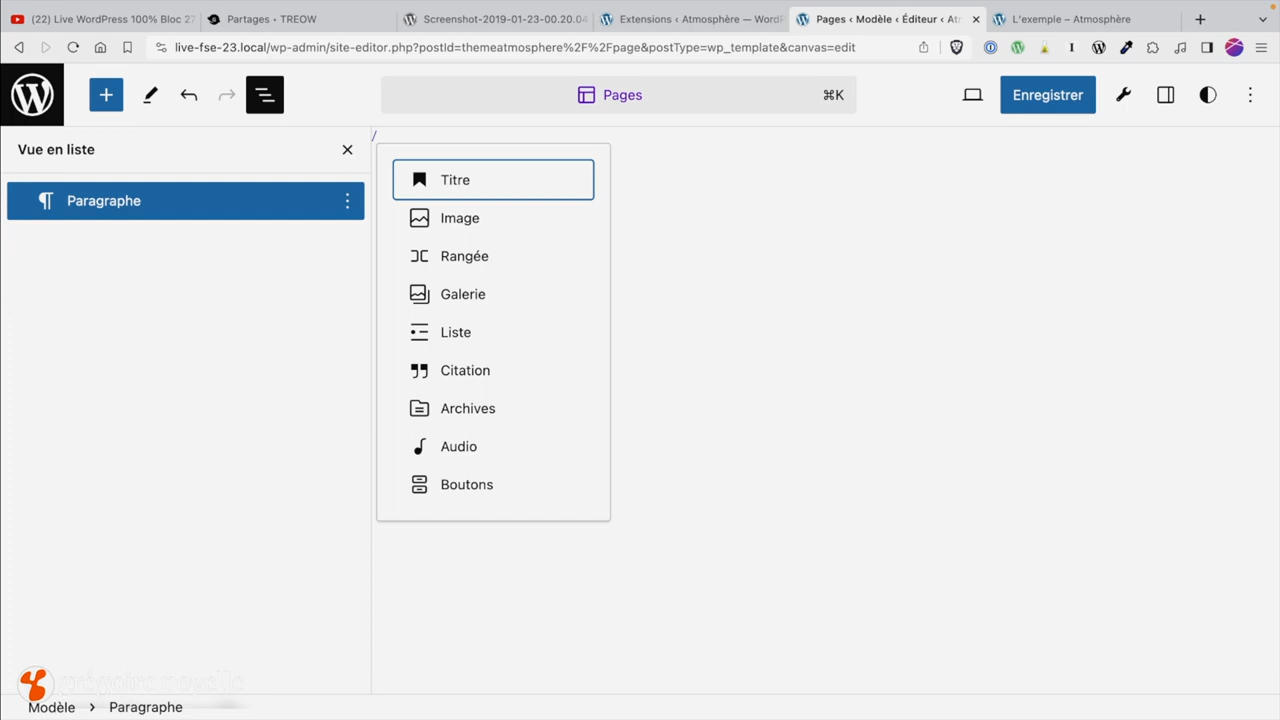 (22) Live WordPress 100% Bloc 27
Partages • TREOW
Screenshot-2019-01-23-00.20.04
Extensions ‹ Atmosphère — WordP
Pages ‹ Modèle ‹ Éditeur ‹ At
L'exemple – Atmosphère
live-fse-23.local/wp-admin/site-editor.php?postId=themeatmosphere%2F%2Fpage&postType=wp_template&canvas=edit
Pages
⌘K
Enregistrer
Vue en liste
/
Paragraphe
Titre
Image
Rangée
Galerie
Liste
Citation
Archives
Audio
Boutons
grégoire noyelle
Modèle > Paragraphe